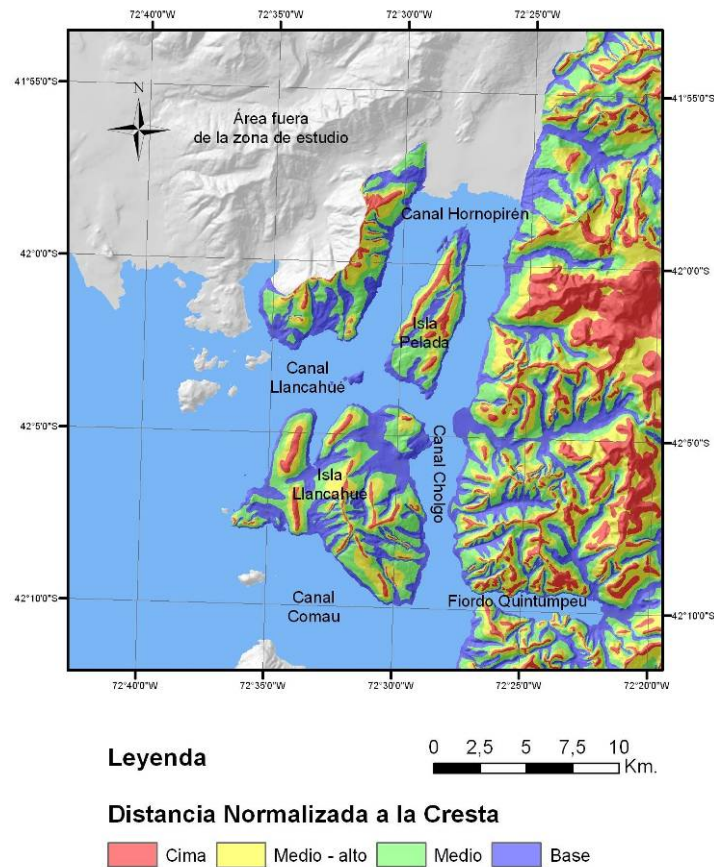 72°40'0"W 72°35'0"W 72°30'0"W 72°25'0"W
41°55'0"S
41°55'0"S
N
Área fuera
de la zona de estudio
Canal Hornopirén
42°0'0"S
42°0'0"S
Isla
Pelada
Canal
Llancahué
42°5'0"S
42°5'0"S
Canal Cholgo
Isla
Llancahué
42°10'0"S
42°10'0"S
Canal
Comau
Fiordo Quintumpeu
72°40'0"W 72°35'0"W 72°30'0"W 72°25'0"W 72°20'0"W
Leyenda
0 2,5 5 7,5 10
Km.
Distancia Normalizada a la Cresta
Cima Medio - alto Medio Base